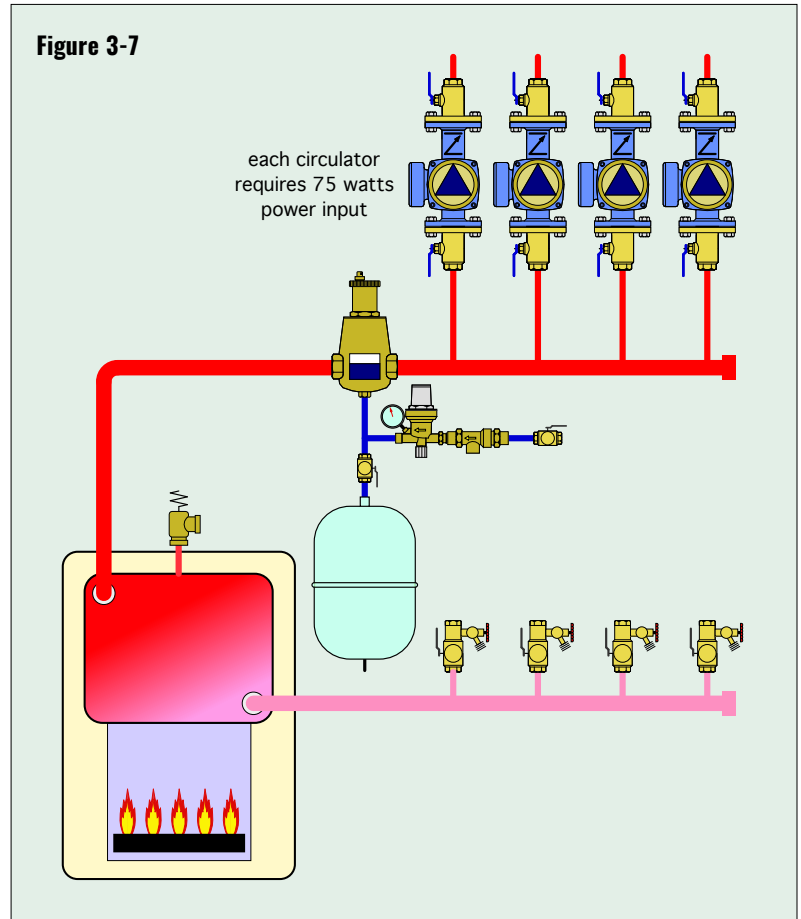 Figure 3-7
each circulator
requires 75 watts
power input